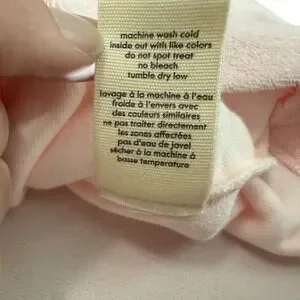 machine wash cold
inside out with like colors
do not spot treat
no bleach
tumble dry low
lavage à la machine à l'eau
froide à l'envers avec
des couleurs similaires
ne pas traiter directement
les zones affectées
pas d'eau de javel
sécher à la machine à
basse température